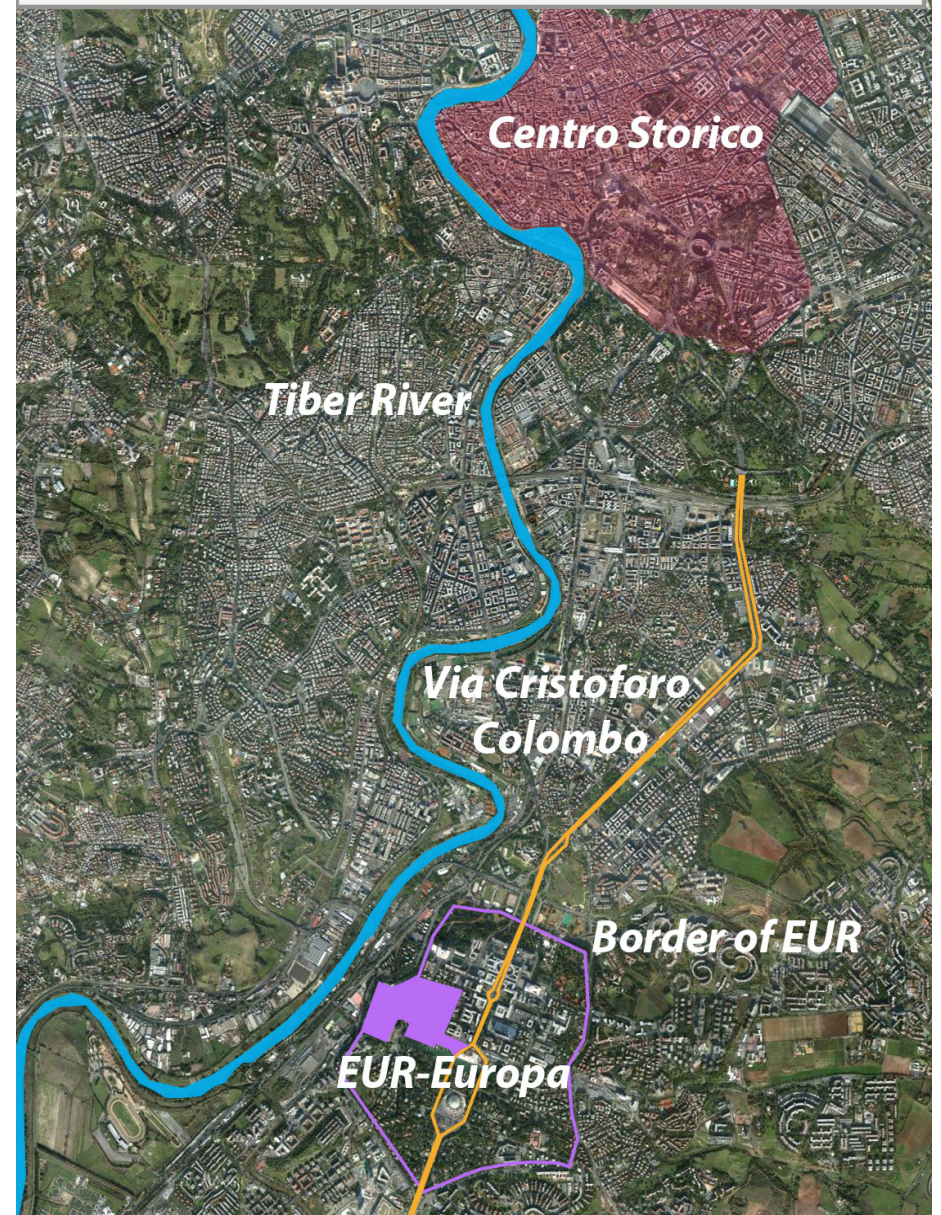 Centro Storico
Tiber River
Via Cristoforo
Colombo
Border of EUR
EUR-Europa